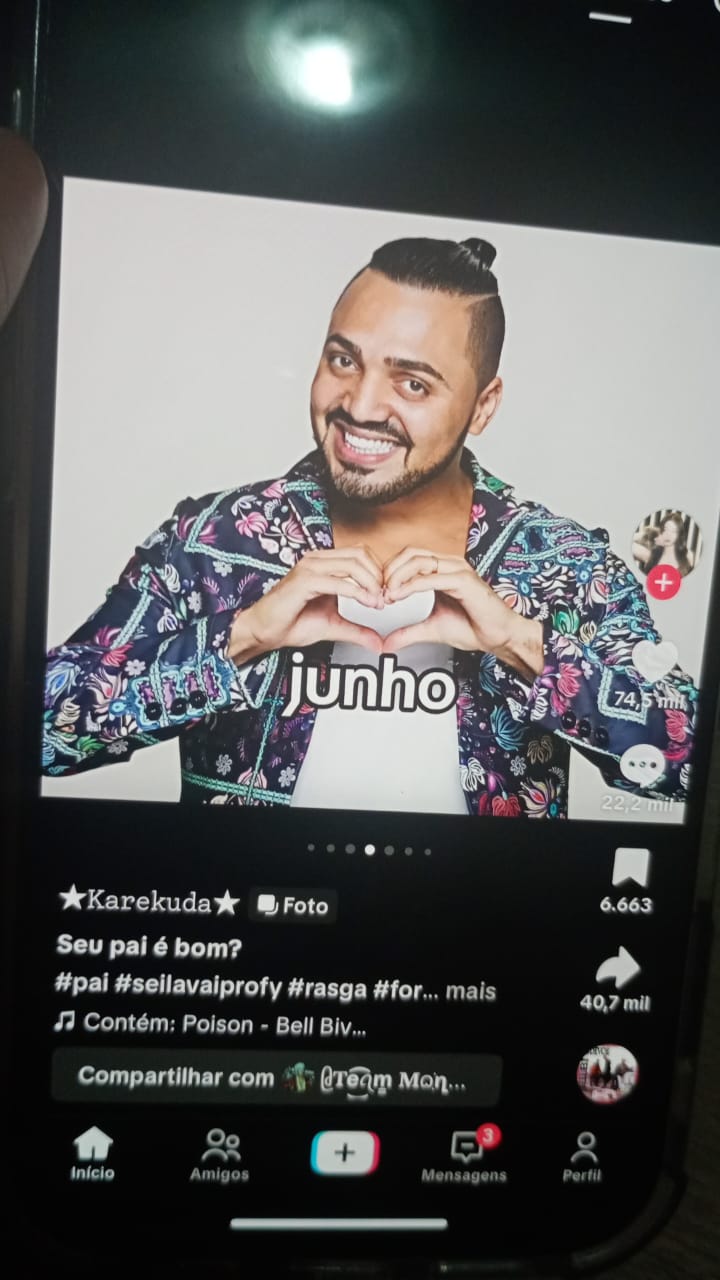 junho
74,5 mil
22,2 mil
★Karekuda★ Foto
6.663
Seu pai é bom?
#pai #seilavaiprofy #rasga #for... mais
40,7 mil
Contém: Poison - Bell Biv...
Compartilhar com @Team Mon...
Início
Amigos
3
Mensagens
Perfil